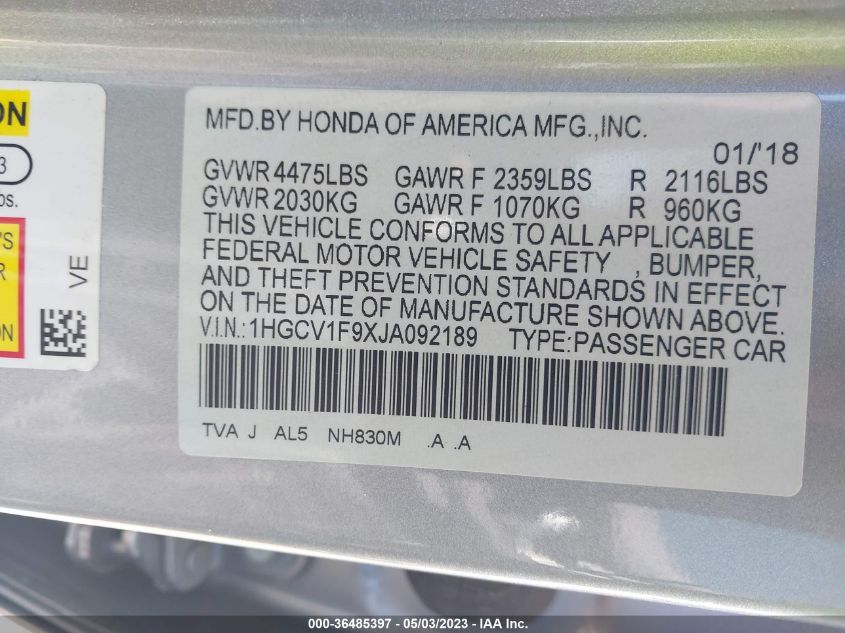 ON
3
os.
'S
R
ON
VE
MFD.BY HONDA OF AMERICA MFG.,INC.
01/'18
GVWR 4475LBS GAWR F 2359LBS R 2116LBS
GVWR 2030KG GAWR F 1070KG R 960KG
THIS VEHICLE CONFORMS TO ALL APPLICABLE
FEDERAL MOTOR VEHICLE SAFETY , BUMPER,
AND THEFT PREVENTION STANDARDS IN EFFECT
ON THE DATE OF MANUFACTURE SHOWN ABOVE.
V.I.N.:1HGCV1F9XJA092189 TYPE:PASSENGER CAR
TVA J AL5 NH830M .A .A
000-36485397 - 05/03/2023 - IAA Inc.